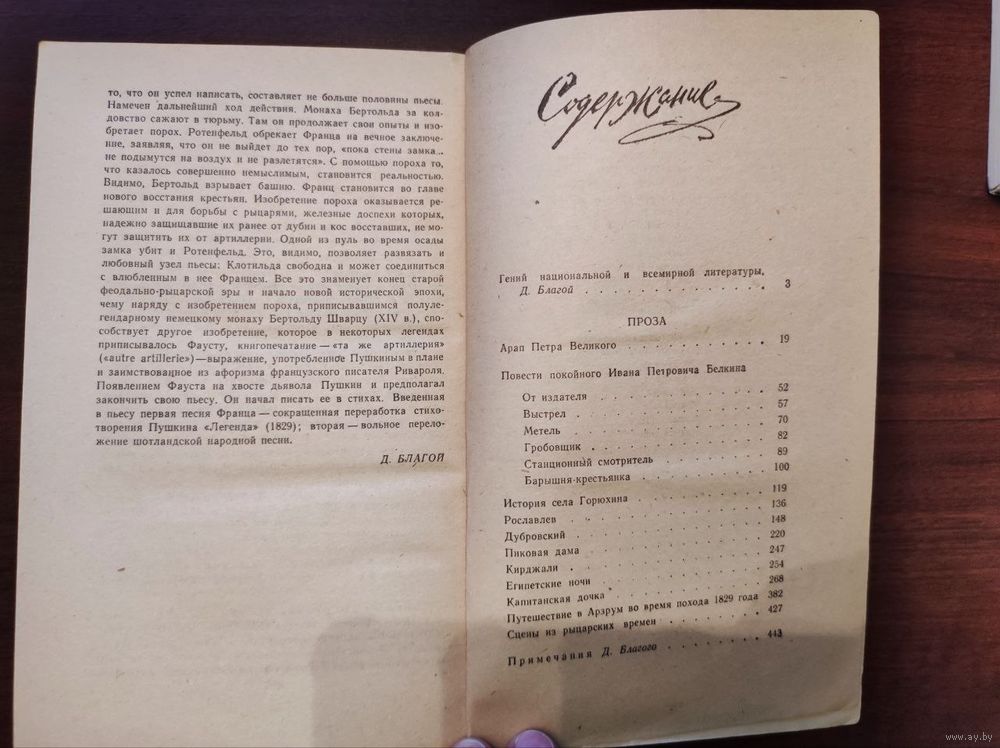 то, что он успел написать, составляет не больше половины пьесы.
Намечен дальнейший ход действия. Монаха Бертольда за кол-
довство сажают в тюрьму. Там он продолжает свои опыты и изо-
бретает порох. Ротенфельд обрекает Франца на вечное заключе-
ние, заявляя, что он не выйдет до тех пор, «пока стены замка...
не подымутся на воздух и не разлетятся». С помощью пороха то,
что казалось совершенно немыслимым, становится реальностью.
Видимо, Бертольд взрывает башню. Франц становится во главе
нового восстания крестьян. Изобретение пороха оказывается ре-
шающим и для борьбы с рыцарями, железные доспехи которых,
надежно защищавшие их ранее от дубин и кос восставших, не мо-
гут защитить их от артиллерии. Одной из пуль во время осады
замка убит и Ротенфельд. Это, видимо, позволяет развязать и
любовный узел пьесы: Клотильда свободна и может соединиться
с влюбленным в нее Францем. Все это знаменует конец старой
феодально-рыцарской эры и начало новой исторической эпохи,
чему наряду с изобретением пороха, приписывавшимся полуле-
гендарному немецкому монаху Бертольду Шварцу (XIV в.), спо-
собствует другое изобретение, которое в некоторых легендах
приписывалось Фаусту, книгопечатание — «та же артиллерия»
(«autre artillerie») — выражение, употребленное Пушкиным в плане
и заимствованное из афоризма французского писателя Ривароля.
Появлением Фауста на хвосте дьявола Пушкин и предполагал
закончить свою пьесу. Он начал писать ее в стихах. Введенная
в пьесу первая песня Франца — сокращенная переработка стихо-
творения Пушкина «Легенда» (1829); вторая — вольное перело-
жение шотландской народной песни.
Д. БЛАГОЙ
Содержание
Гений национальной и всемирной литературы,
Д. Благой . . . . . . . . . . . . . . 3
ПРОЗА
Арап Петра Великого . . . . . . . . . . 19
Повести покойного Ивана Петровича Белкина
От издателя . . . . . . . . . . . . 52
Выстрел . . . . . . . . . . . . . 57
Метель . . . . . . . . . . . . . 70
Гробовщик . . . . . . . . . . . . 82
Станционный смотритель . . . . . . . . 89
Барышня-крестьянка . . . . . . . . . 100
История села Горюхина . . . . . . . . . 119
Рославлев . . . . . . . . . . . . . 136
Дубровский . . . . . . . . . . . . . 148
Пиковая дама . . . . . . . . . . . . 220
Кирджали . . . . . . . . . . . . . 247
Египетские ночи . . . . . . . . . . . 254
Капитанская дочка . . . . . . . . . . 268
Путешествие в Арзрум во время похода 1829 года 382
Сцены из рыцарских времен . . . . . . . 427
Примечания Д. Благого . . . . . . . . . 443
www.ay.by